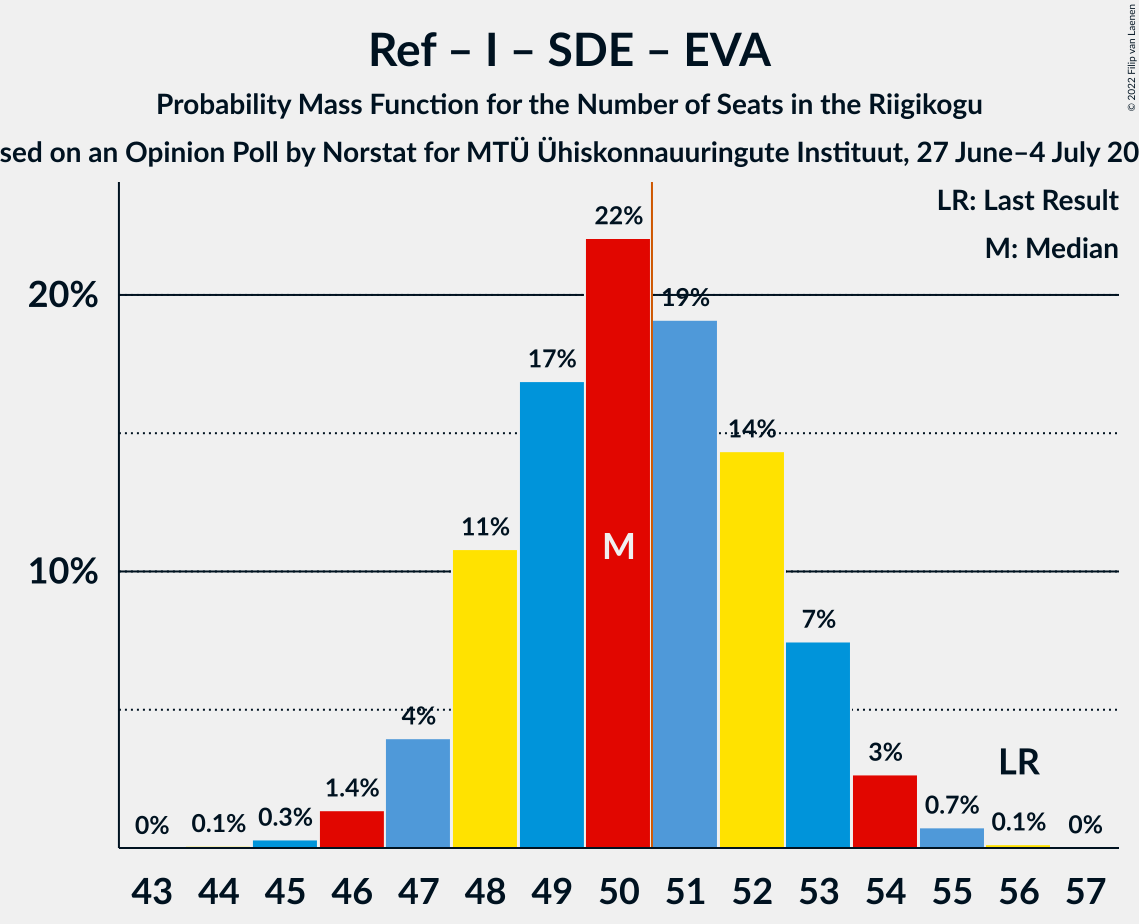 Ref – I – SDE – EVA
Probability Mass Function for the Number of Seats in the Riigikogu
sed on an Opinion Poll by Norstat for MTÜ Ühiskonnauuringute Instituut, 27 June–4 July 20
© 2022 Filip van Laenen
LR: Last Result
M: Median
22%
20%
19%
17%
14%
11%
M
10%
7%
4%
3%
LR
1.4%
0.7%
0% 0.1% 0.3% 0.1% 0%
43 44 45 46 47 48 49 50 51 52 53 54 55 56 57